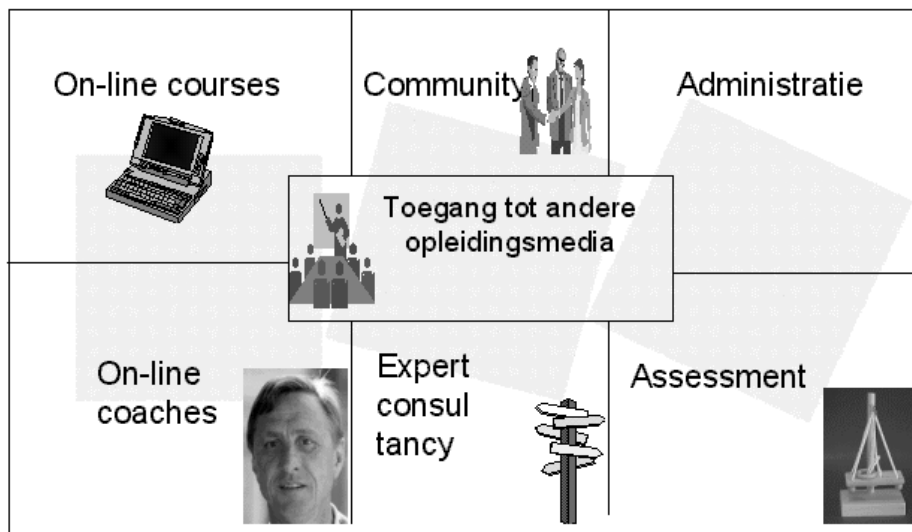 On-line courses
Community
Administratie
Toegang tot andere
opleidingsmedia
On-line
coaches
Expert
consul
tancy
Assessment